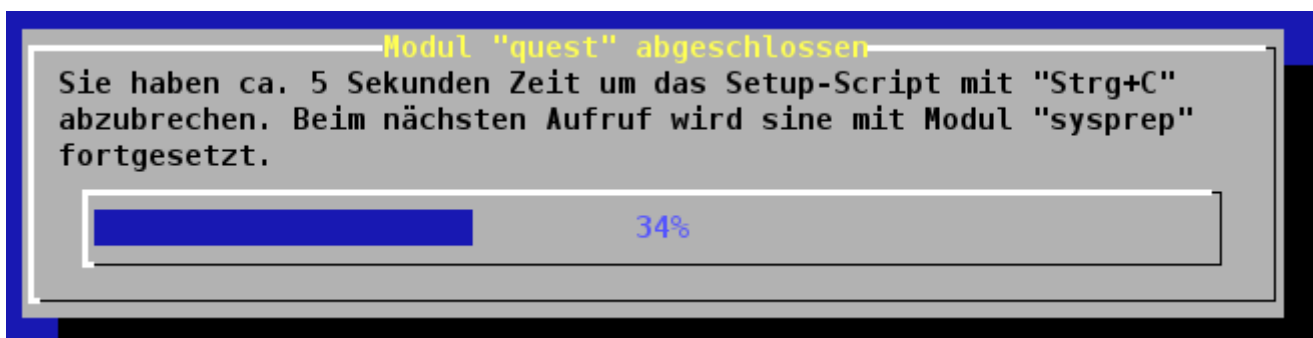 Modul "quest" abgeschlossen
Sie haben ca. 5 Sekunden Zeit um das Setup-Script mit "Strg+C"
abzubrechen. Beim nächsten Aufruf wird sine mit Modul "sysprep"
fortgesetzt.
34%